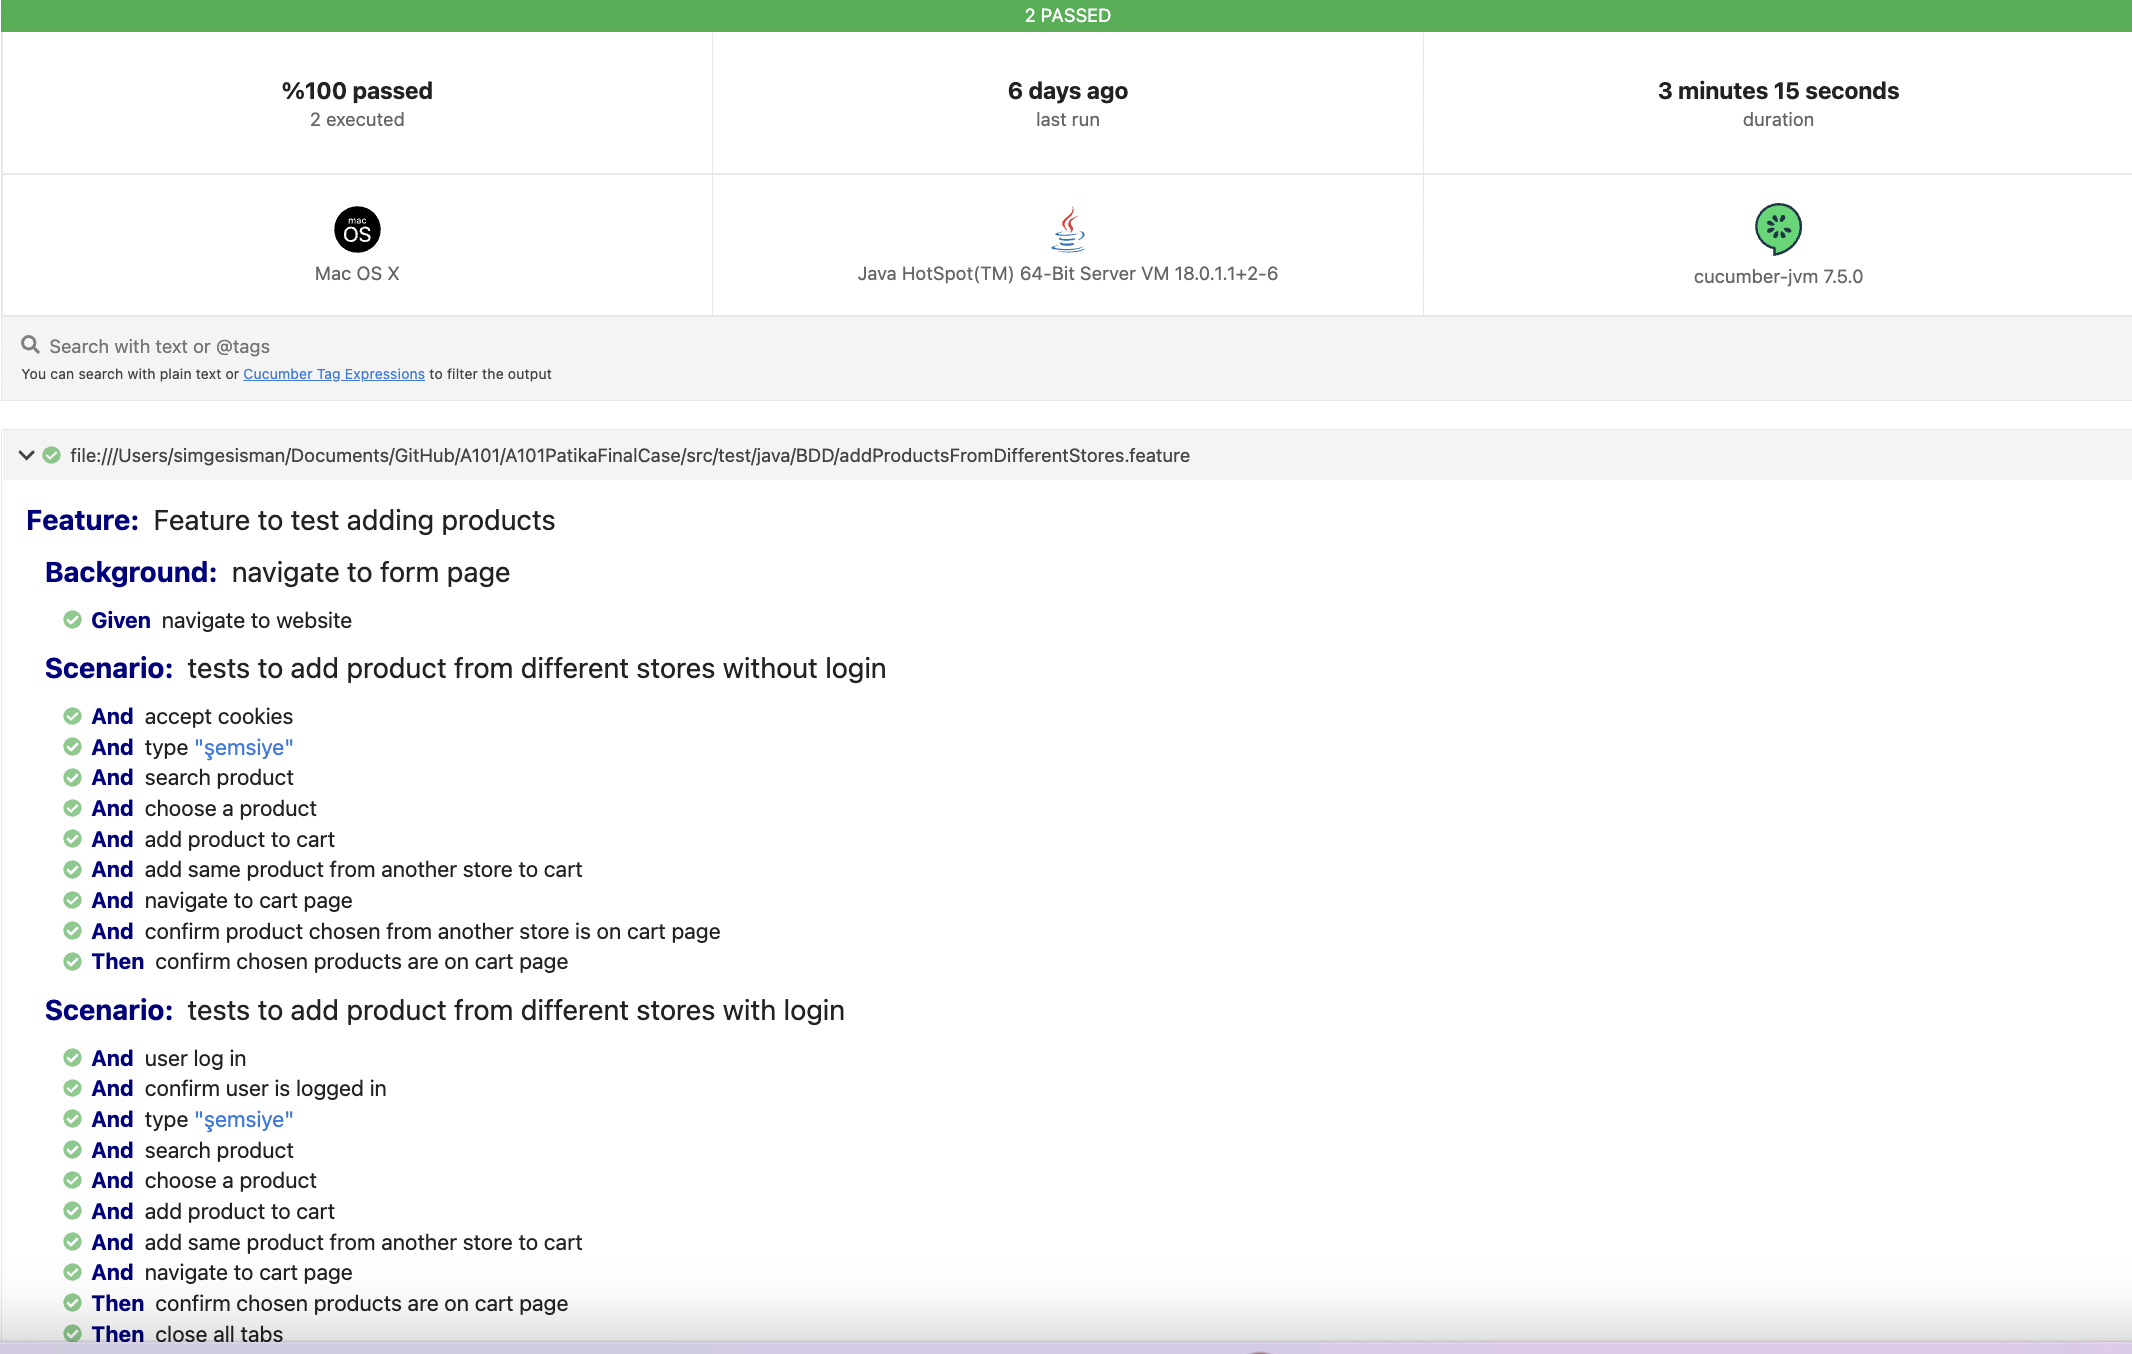 2 PASSED
%100 passed
2 executed
6 days ago
last run
3 minutes 15 seconds
duration
mac
OS
Mac OS X
Java HotSpot(TM) 64-Bit Server VM 18.0.1.1+2-6
cucumber-jvm 7.5.0
Search with text or @tags
You can search with plain text or Cucumber Tag Expressions to filter the output
file:///Users/simgesisman/Documents/GitHub/A101/A101PatikaFinalCase/src/test/java/BDD/addProductsFromDifferentStores.feature
Feature: Feature to test adding products
Background: navigate to form page
Given navigate to website
Scenario: tests to add product from different stores without login
And accept cookies
And type "şemsiye"
And search product
And choose a product
And add product to cart
And add same product from another store to cart
And navigate to cart page
And confirm product chosen from another store is on cart page
Then confirm chosen products are on cart page
Scenario: tests to add product from different stores with login
And user log in
And confirm user is logged in
And type "şemsiye"
And search product
And choose a product
And add product to cart
And add same product from another store to cart
And navigate to cart page
Then confirm chosen products are on cart page
Then close all tabs